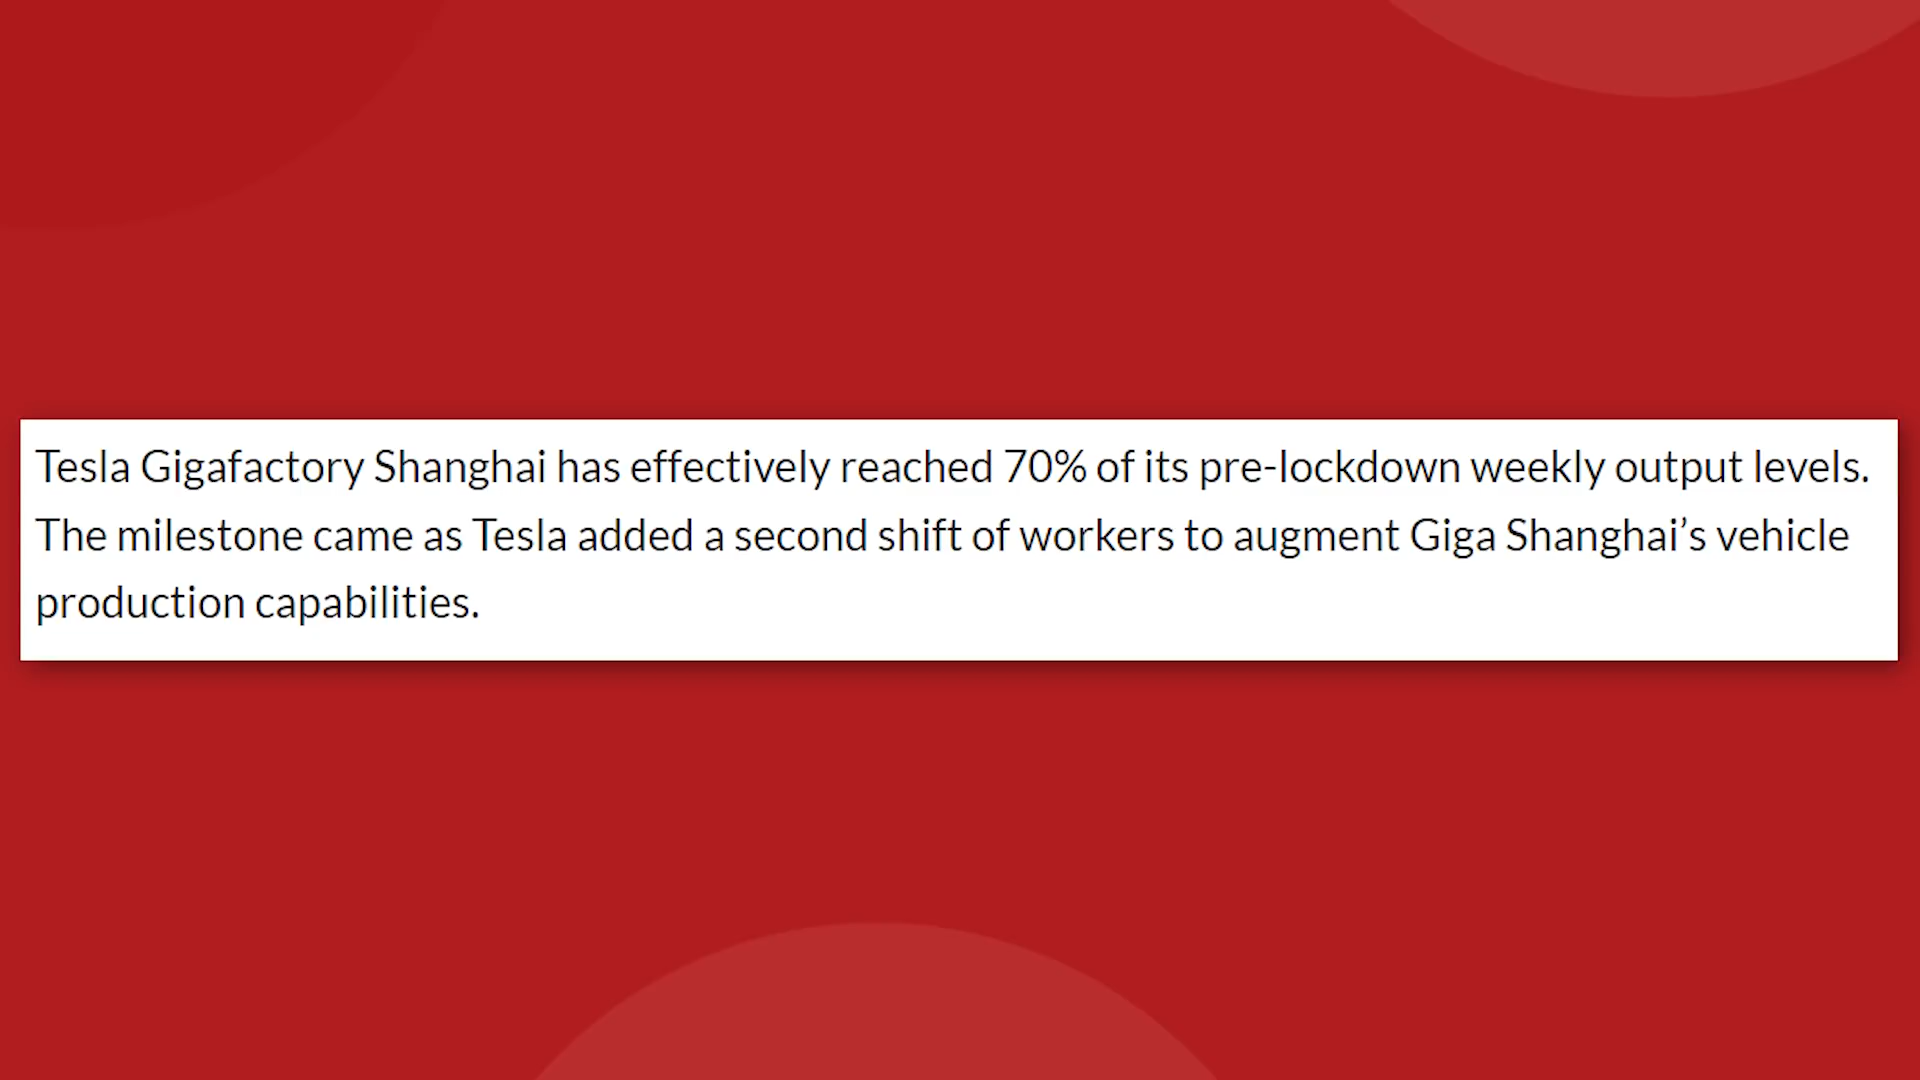 Tesla Gigafactory Shanghai has effectively reached 70% of its pre-lockdown weekly output levels.
The milestone came as Tesla added a second shift of workers to augment Giga Shanghai’s vehicle
production capabilities.